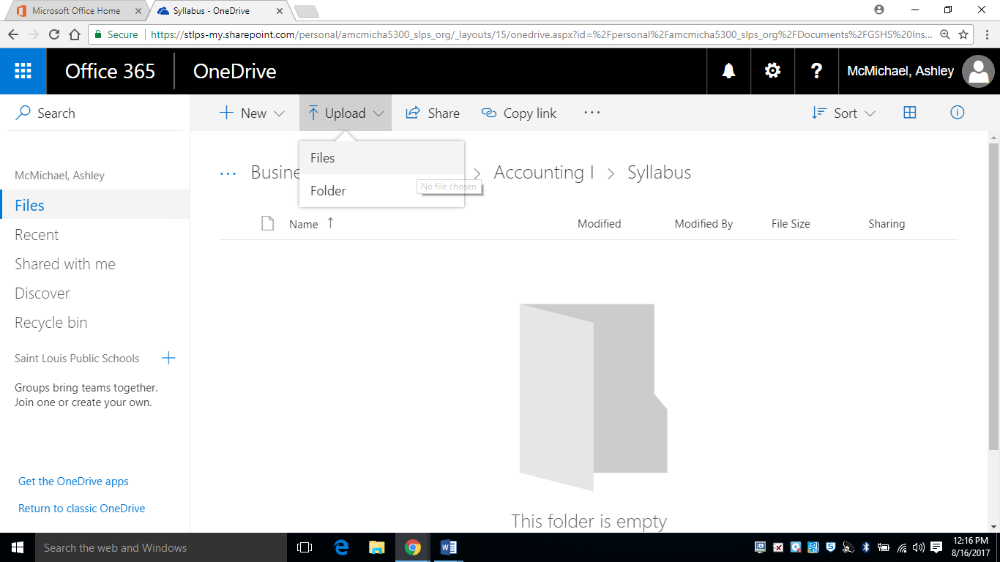 Microsoft Office Home
Syllabus - OneDrive
Secure
https://stlps-my.sharepoint.com/personal/amcmicha5300_slps_org/_layouts/15/onedrive.aspx?id=%2Fpersonal%2Famcmicha5300_slps_org%2FDocuments%2FGSHS%20Ins...
Office 365
OneDrive
McMichael, Ashley
Search
New
Upload
Share
Copy link
Sort
Files
Folder
No file chosen
... Busine > Accounting I > Syllabus
Name
Modified
Modified By
File Size
Sharing
McMichael, Ashley
Files
Recent
Shared with me
Discover
Recycle bin
Saint Louis Public Schools
Groups bring teams together.
Join one or create your own.
Get the OneDrive apps
Return to classic OneDrive
This folder is empty
Search the web and Windows
12:16 PM
8/16/2017